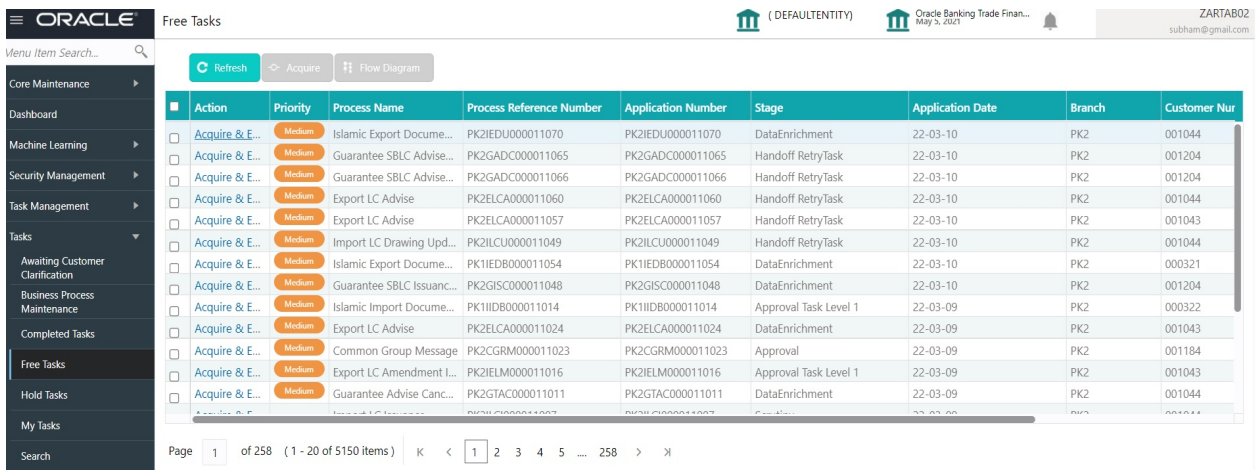 ORACLE
Free Tasks
( DEFAULTENTITY)
Oracle Banking Trade Finan...
May 5, 2021
ZARTAB02
subham@gmail.com
Menu Item Search...
Core Maintenance
Dashboard
Machine Learning
Security Management
Task Management
Tasks
Awaiting Customer
Clarification
Business Process
Maintenance
Completed Tasks
Free Tasks
Hold Tasks
My Tasks
Search
Refresh Acquire Flow Diagram
Action Priority Process Name Process Reference Number Application Number Stage Application Date Branch Customer Nur
Acquire & E... Medium Islamic Export Docume... PK2IEDU000011070 PK2IEDU000011070 DataEnrichment 22-03-10 PK2 001044
Acquire & E... Medium Guarantee SBLC Advise... PK2GADC000011065 PK2GADC000011065 Handoff RetryTask 22-03-10 PK2 001204
Acquire & E... Medium Guarantee SBLC Advise... PK2GADC000011066 PK2GADC000011066 Handoff RetryTask 22-03-10 PK2 001204
Acquire & E... Medium Export LC Advise PK2ELCA000011060 PK2ELCA000011060 Handoff RetryTask 22-03-10 PK2 001044
Acquire & E... Medium Export LC Advise PK2ELCA000011057 PK2ELCA000011057 Handoff RetryTask 22-03-10 PK2 001043
Acquire & E... Medium Import LC Drawing Upd... PK2ILCU000011049 PK2ILCU000011049 Handoff RetryTask 22-03-10 PK2 001044
Acquire & E... Medium Islamic Export Docume... PK1IEDB000011054 PK1IEDB000011054 DataEnrichment 22-03-10 PK2 000321
Acquire & E... Medium Guarantee SBLC Issuanc... PK2GISC000011048 PK2GISC000011048 DataEnrichment 22-03-10 PK2 001204
Acquire & E... Medium Islamic Import Docume... PK1IIDB000011014 PK1IIDB000011014 Approval Task Level 1 22-03-09 PK2 000322
Acquire & E... Medium Export LC Advise PK2ELCA000011024 PK2ELCA000011024 DataEnrichment 22-03-09 PK2 001043
Acquire & E... Medium Common Group Message PK2CGRM000011023 PK2CGRM000011023 Approval 22-03-09 PK2 001184
Acquire & E... Medium Export LC Amendment I... PK2IELM000011016 PK2IELM000011016 Approval Task Level 1 22-03-09 PK2 001043
Acquire & E... Medium Guarantee Advise Canc... PK2GTAC000011011 PK2GTAC000011011 DataEnrichment 22-03-09 PK2 001044
Page 1 of 258 ( 1 - 20 of 5150 items ) 1 2 3 4 5 ... 258